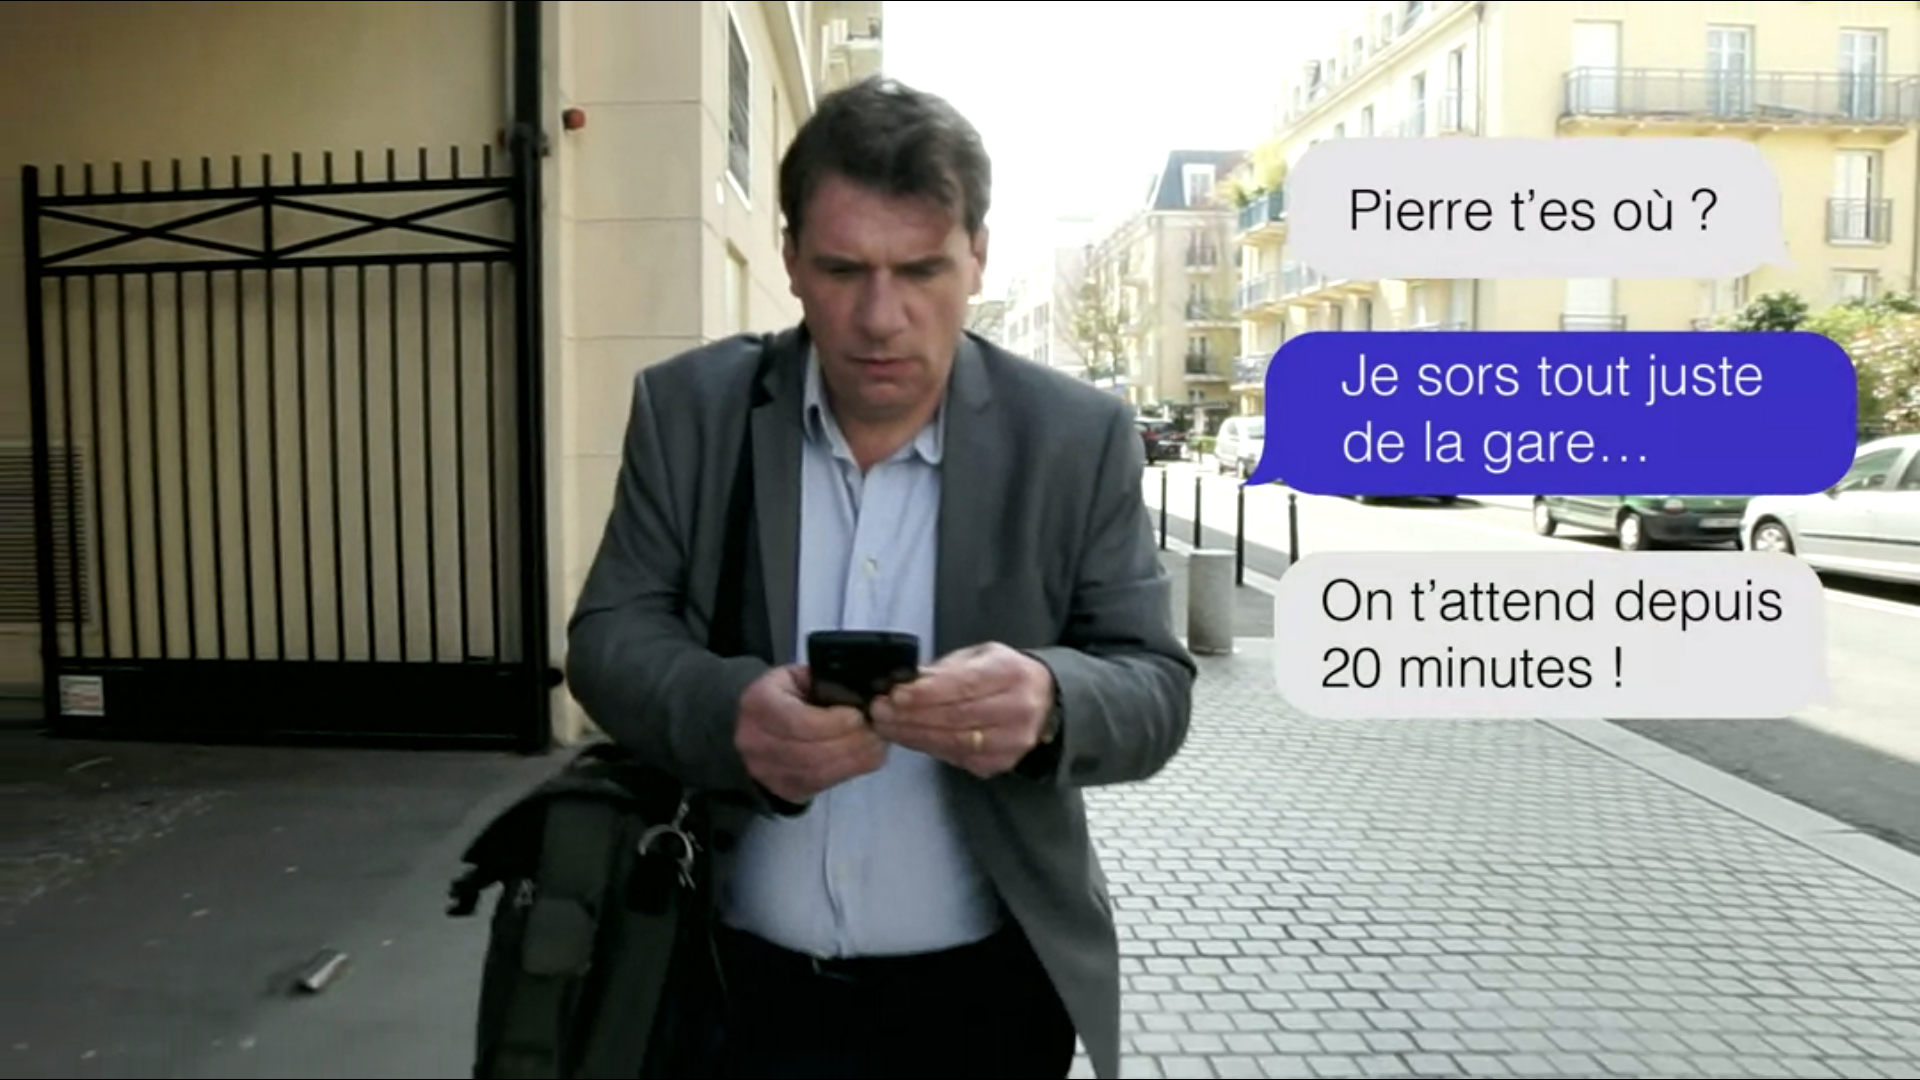 Pierre t’es où ?
Je sors tout juste
de la gare…
On t’attend depuis
20 minutes !